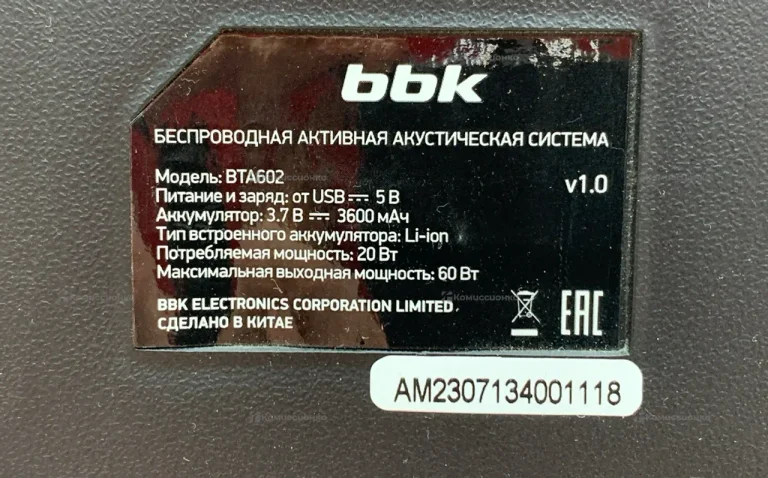 bbk
БЕСПРОВОДНАЯ АКТИВНАЯ АКУСТИЧЕСКАЯ СИСТЕМА
Модель: BTA602
v1.0
Питание и заряд: от USB ⎓ 5 В
Аккумулятор: 3.7 В ⎓ 3600 мАч
Тип встроенного аккумулятора: Li-ion
Потребляемая мощность: 20 Вт
Максимальная выходная мощность: 60 Вт
BBK ELECTRONICS CORPORATION LIMITED
СДЕЛАНО В КИТАЕ
EAC
AM2307134001118
Комиссионко